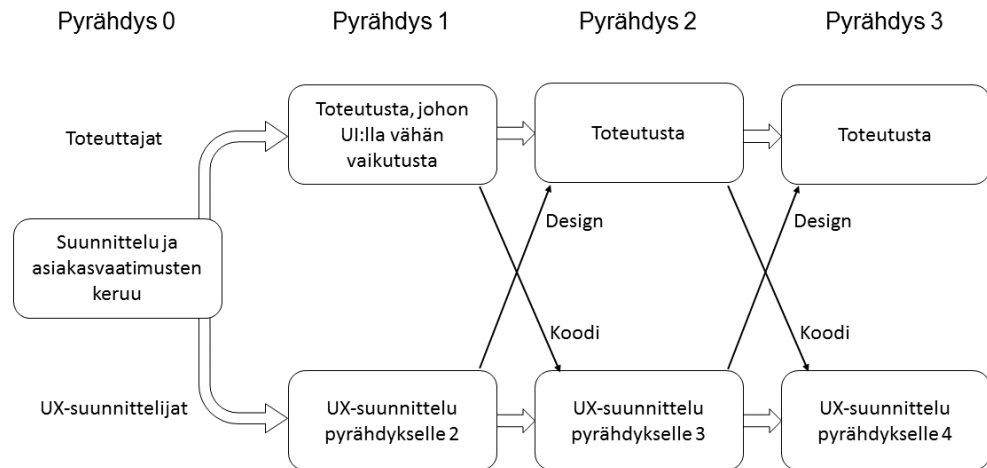 Pyrähdys 0
Pyrähdys 1
Pyrähdys 2
Pyrähdys 3
Toteuttajat
Toteutusta, johon
UI:lla vähän
vaikutusta
Toteutusta
Toteutusta
Suunnittelu ja
asiakasvaatimusten
keruu
Design
Design
Koodi
Koodi
UX-suunnittelijat
UX-suunnittelu
pyrähdykselle 2
UX-suunnittelu
pyrähdykselle 3
UX-suunnittelu
pyrähdykselle 4